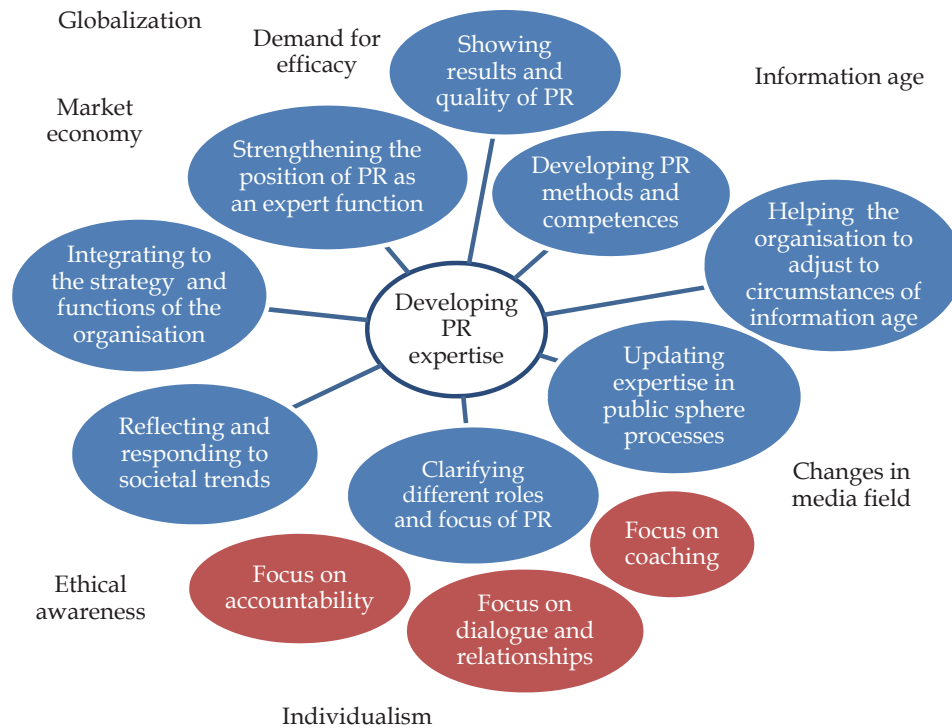 Globalization
Demand for
efficacy
Showing
results and
quality of PR
Information age
Market
economy
Strengthening the
position of PR as
an expert function
Developing PR
methods and
competences
Helping the
organisation to
adjust to
circumstances of
information age
Integrating to
the strategy and
functions of the
organisation
Developing
PR
expertise
Updating
expertise in
public sphere
processes
Reflecting and
responding to
societal trends
Clarifying
different roles
and focus of PR
Changes in
media field
Focus on
coaching
Ethical
awareness
Focus on
accountability
Focus on
dialogue and
relationships
Individualism